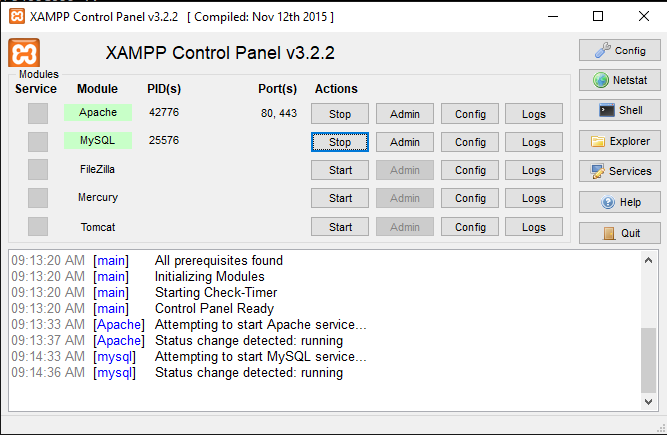 XAMPP Control Panel v3.2.2 [ Compiled: Nov 12th 2015 ]
XAMPP Control Panel v3.2.2
Config
Modules
Service Module PID(s) Port(s) Actions
Netstat
Apache 42776 80, 443 Stop Admin Config Logs
Shell
MySQL 25576 Stop Admin Config Logs
Explorer
FileZilla Start Admin Config Logs
Services
Mercury Start Admin Config Logs
Help
Tomcat Start Admin Config Logs
Quit
09:13:20 AM [main] All prerequisites found
09:13:20 AM [main] Initializing Modules
09:13:20 AM [main] Starting Check-Timer
09:13:20 AM [main] Control Panel Ready
09:13:33 AM [Apache] Attempting to start Apache service...
09:13:37 AM [Apache] Status change detected: running
09:14:33 AM [mysql] Attempting to start MySQL service...
09:14:36 AM [mysql] Status change detected: running